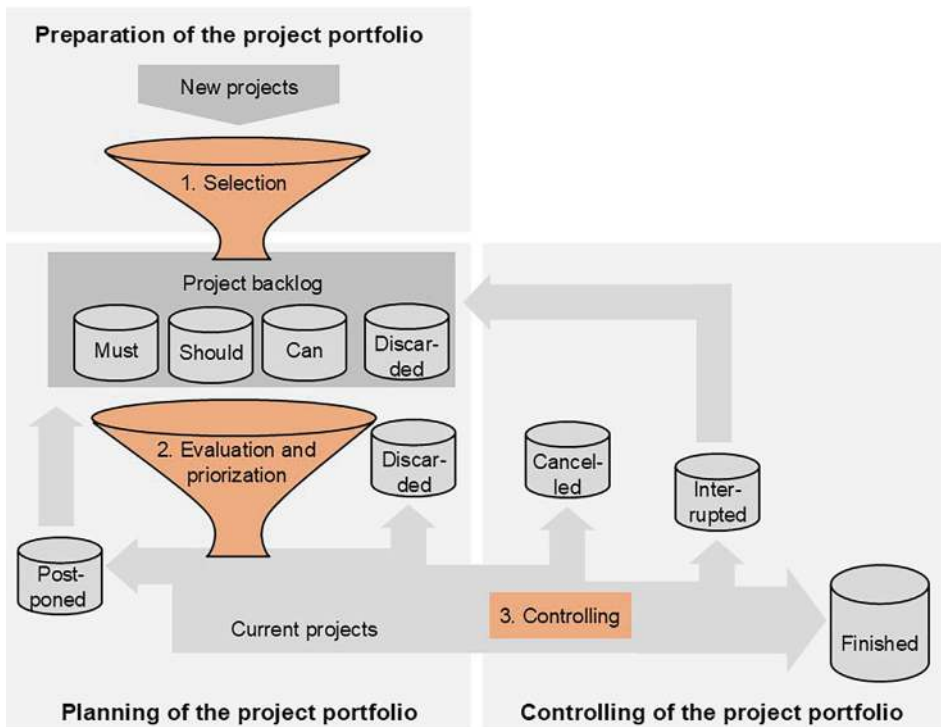 Preparation of the project portfolio
New projects
1. Selection
Project backlog
Must
Should
Can
Discar-
ded
2. Evaluation and
priorization
Discar-
ded
Cancel-
led
Inter-
rupted
Post-
poned
Current projects
3. Controlling
Finished
Planning of the project portfolio
Controlling of the project portfolio